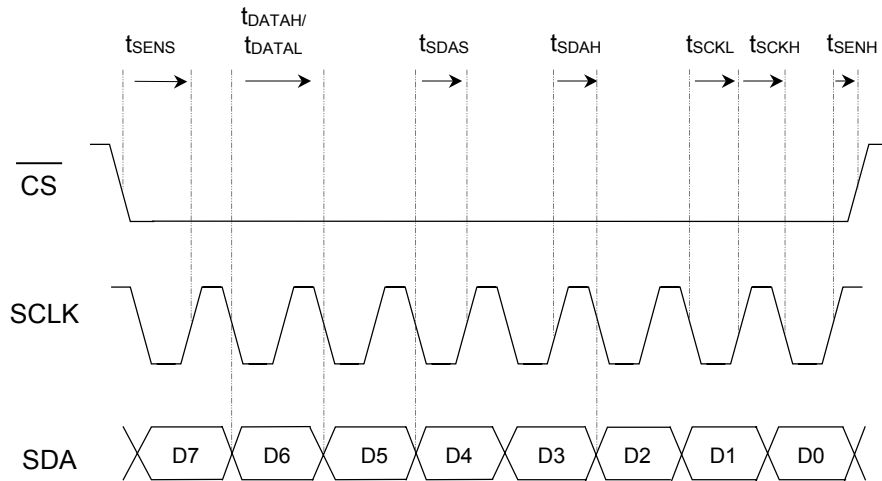 tDATAH/
tSENS tDATAL tSDAS tSDAH tSCKL tSCKH tSENH
CS
SCLK
SDA D7 D6 D5 D4 D3 D2 D1 D0